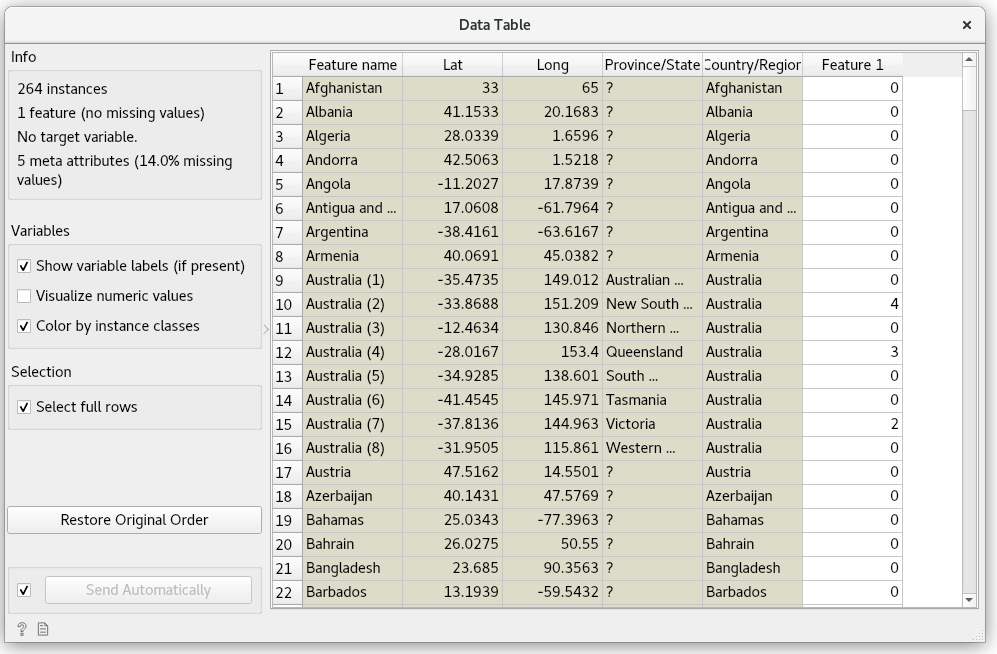 Data Table
Info
264 instances
1 feature (no missing values)
No target variable.
5 meta attributes (14.0% missing
values)
Variables
Show variable labels (if present)
Visualize numeric values
Color by instance classes
Selection
Select full rows
Restore Original Order
Send Automatically
Feature name Lat Long Province/State Country/Region Feature 1
1 Afghanistan 33 65 ? Afghanistan 0
2 Albania 41.1533 20.1683 ? Albania 0
3 Algeria 28.0339 1.6596 ? Algeria 0
4 Andorra 42.5063 1.5218 ? Andorra 0
5 Angola -11.2027 17.8739 ? Angola 0
6 Antigua and ... 17.0608 -61.7964 ? Antigua and ... 0
7 Argentina -38.4161 -63.6167 ? Argentina 0
8 Armenia 40.0691 45.0382 ? Armenia 0
9 Australia (1) -35.4735 149.012 Australian ... Australia 0
10 Australia (2) -33.8688 151.209 New South ... Australia 4
11 Australia (3) -12.4634 130.846 Northern ... Australia 0
12 Australia (4) -28.0167 153.4 Queensland Australia 3
13 Australia (5) -34.9285 138.601 South ... Australia 0
14 Australia (6) -41.4545 145.971 Tasmania Australia 0
15 Australia (7) -37.8136 144.963 Victoria Australia 2
16 Australia (8) -31.9505 115.861 Western ... Australia 0
17 Austria 47.5162 14.5501 ? Austria 0
18 Azerbaijan 40.1431 47.5769 ? Azerbaijan 0
19 Bahamas 25.0343 -77.3963 ? Bahamas 0
20 Bahrain 26.0275 50.55 ? Bahrain 0
21 Bangladesh 23.685 90.3563 ? Bangladesh 0
22 Barbados 13.1939 -59.5432 ? Barbados 0